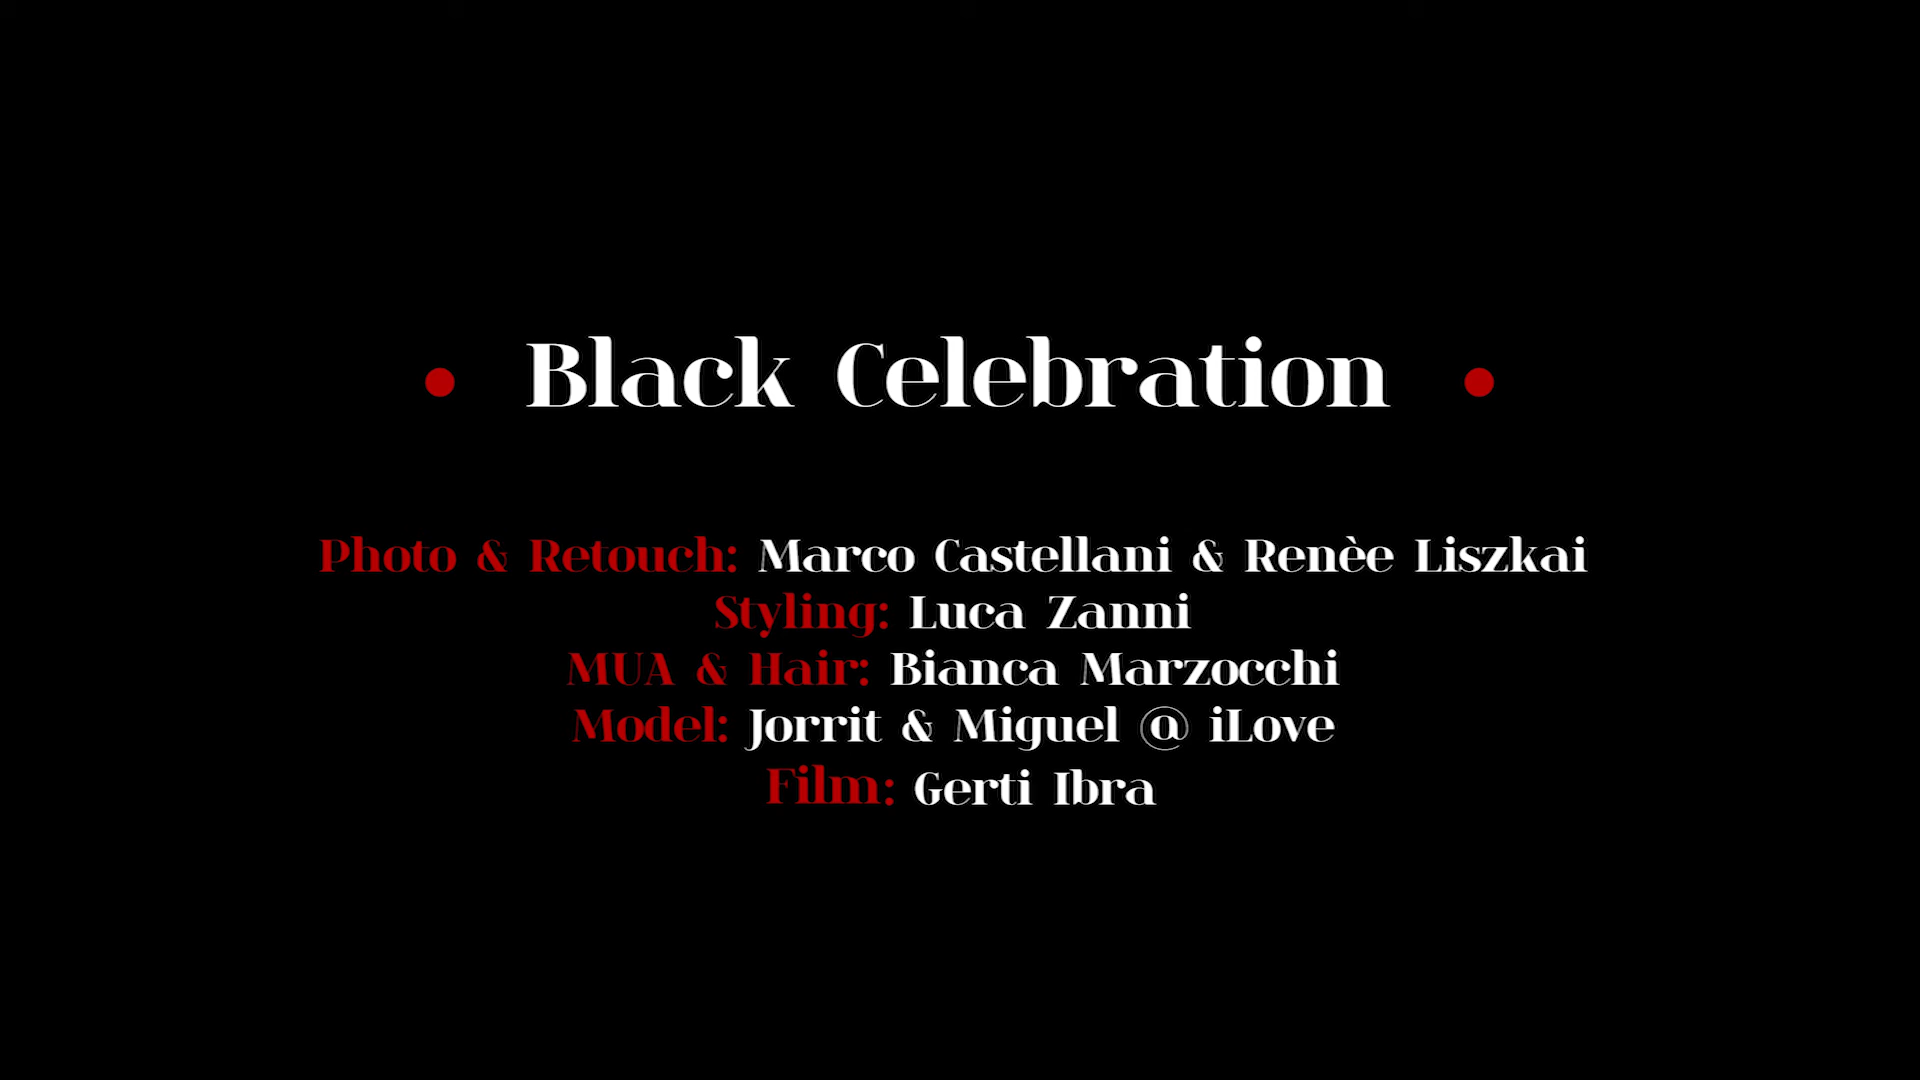 Black Celebration
Photo & Retouch: Marco Castellani & Renèe Liszkai
Styling: Luca Zanni
MUA & Hair: Bianca Marzocchi
Model: Jorrit & Miguel @ iLove
Film: Gerti Ibra